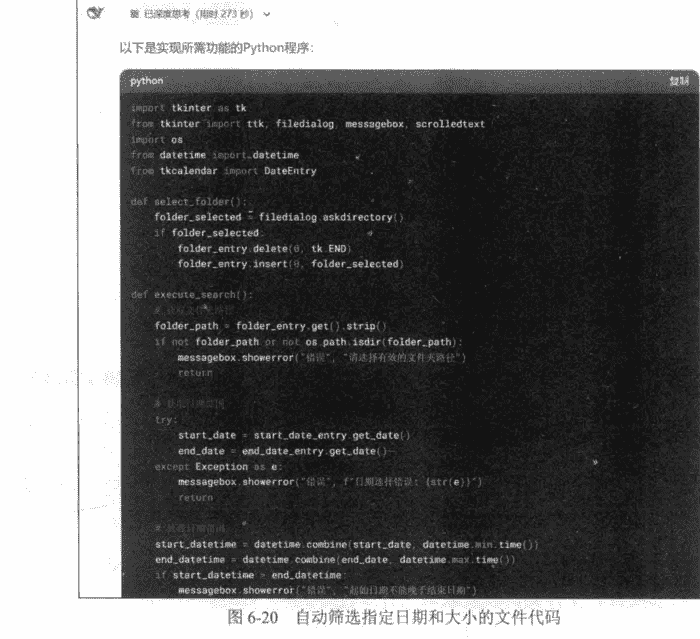 已深度思考（用时 273 秒）
以下是实现所需功能的Python程序：
python
复制
import tkinter as tk
from tkinter import ttk, filedialog, messagebox, scrolledtext
import os
from datetime import datetime
from tkcalendar import DateEntry
def select_folder():
folder_selected = filedialog.askdirectory()
if folder_selected:
folder_entry.delete(0, tk.END)
folder_entry.insert(0, folder_selected)
def execute_search():
folder_path = folder_entry.get().strip()
if not folder_path or not os.path.isdir(folder_path):
messagebox.showerror("错误", "请选择有效的文件夹路径")
return
try:
start_date = start_date_entry.get_date()
end_date = end_date_entry.get_date()
except Exception as e:
messagebox.showerror("错误", f"日期选择错误: {str(e)}")
return
start_datetime = datetime.combine(start_date, datetime.min.time())
end_datetime = datetime.combine(end_date, datetime.max.time())
if start_datetime > end_datetime:
messagebox.showerror("错误", "起始日期不能晚于结束日期")
图 6-20 自动筛选指定日期和大小的文件代码